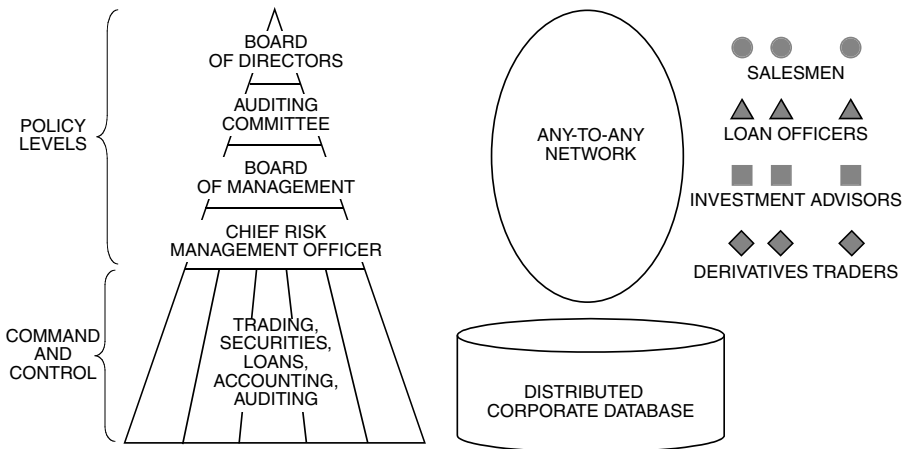 POLICY
LEVELS
COMMAND
AND
CONTROL
BOARD
OF DIRECTORS
AUDITING
COMMITTEE
BOARD
OF MANAGEMENT
CHIEF RISK
MANAGEMENT OFFICER
TRADING,
SECURITIES,
LOANS,
ACCOUNTING,
AUDITING
ANY-TO-ANY
NETWORK
DISTRIBUTED
CORPORATE DATABASE
SALESMEN
LOAN OFFICERS
INVESTMENT ADVISORS
DERIVATIVES TRADERS